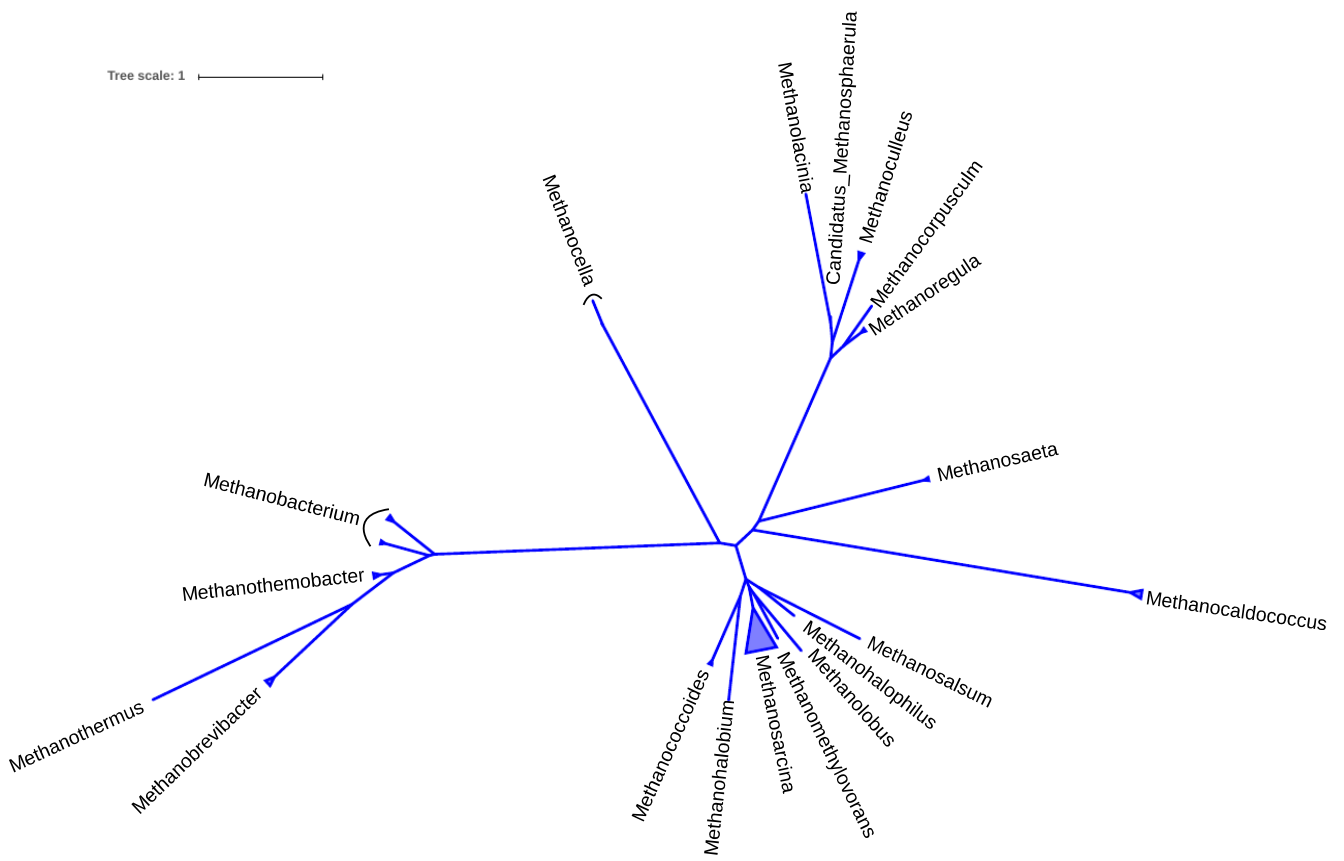 Tree scale: 1
Methanolacinia
Candidatus_Methanosphaerula
Methanoculleus
Methanocorpusculm
Methanoregula
Methanocella
Methanosaeta
Methanobacterium
Methanothemobacter
Methanocaldococcus
Methanothermus
Methanobrevibacter
Methanococcoides
Methanohalobium
Methanosarcina
Methanomethylovorans
Methanolobus
Methanohalophilus
Methanosalsum